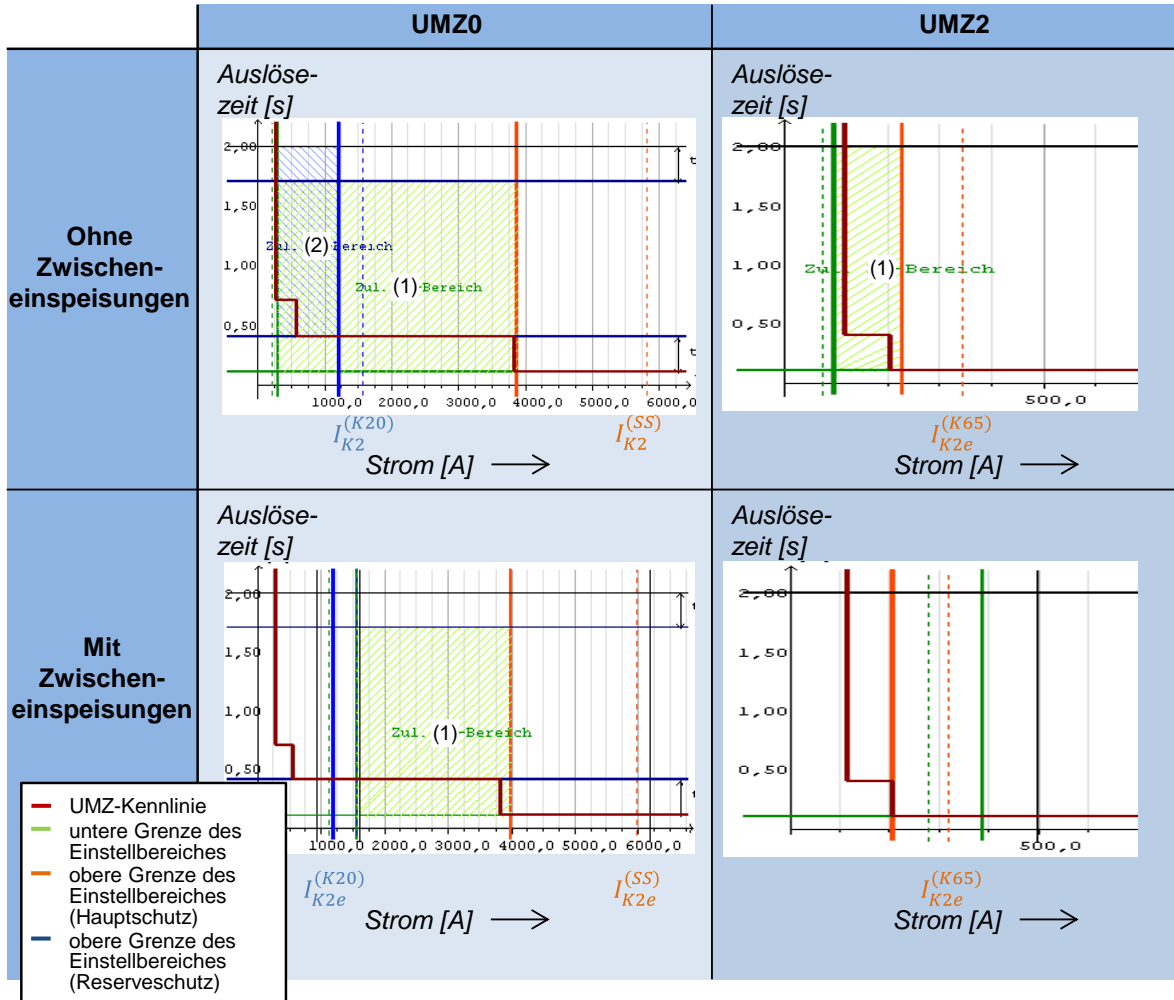 UMZ0
UMZ2
Ohne
Zwischen-
einspeisungen
Auslöse-
zeit [s]
2,00
1,50
1,00
0,50
Zul. (2) Bereich
Zul. (1)-Bereich
t
t
1000,0 2000,0 3000,0 4000,0 5000,0 6000,0
I_{K2}^{(K20)}
I_{K2}^{(SS)}
Strom [A]
Auslöse-
zeit [s]
2,00
1,50
1,00
0,50
(1)-Bereich
500,0
I_{K2e}^{(K65)}
Strom [A]
Mit
Zwischen-
einspeisungen
Auslöse-
zeit [s]
2,00
1,50
1,00
0,50
Zul. (1)-Bereich
1000,0 2000,0 3000,0 4000,0 5000,0 6000,0
I_{K2e}^{(K20)}
I_{K2e}^{(SS)}
Strom [A]
Auslöse-
zeit [s]
2,00
1,50
1,00
0,50
500,0
I_{K2e}^{(K65)}
Strom [A]
UMZ-Kennlinie
untere Grenze des
Einstellbereiches
obere Grenze des
Einstellbereiches
(Hauptschutz)
obere Grenze des
Einstellbereiches
(Reserveschutz)